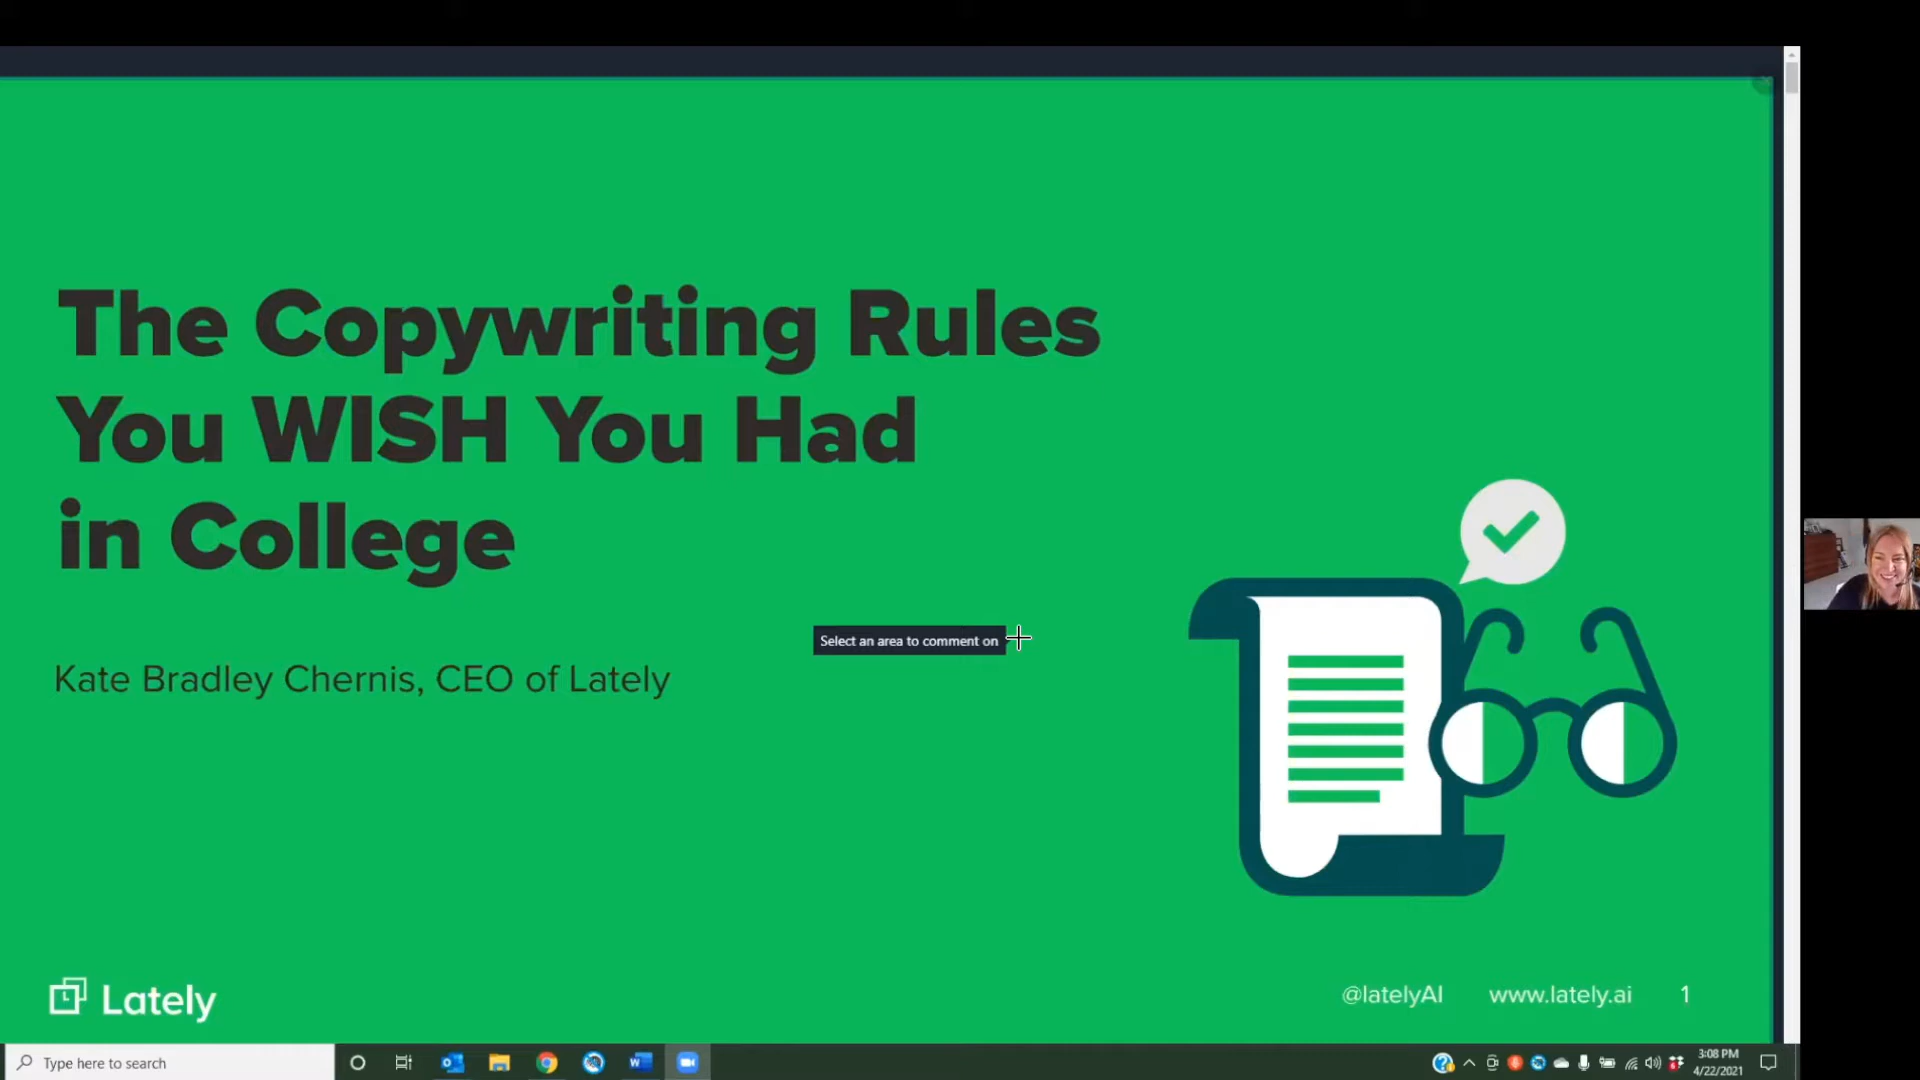 The Copywriting Rules
You WISH You Had
in College
Select an area to comment on
Kate Bradley Chernis, CEO of Lately
Lately
@latelyAI www.lately.ai 1
Type here to search
3:08 PM
4/22/2021